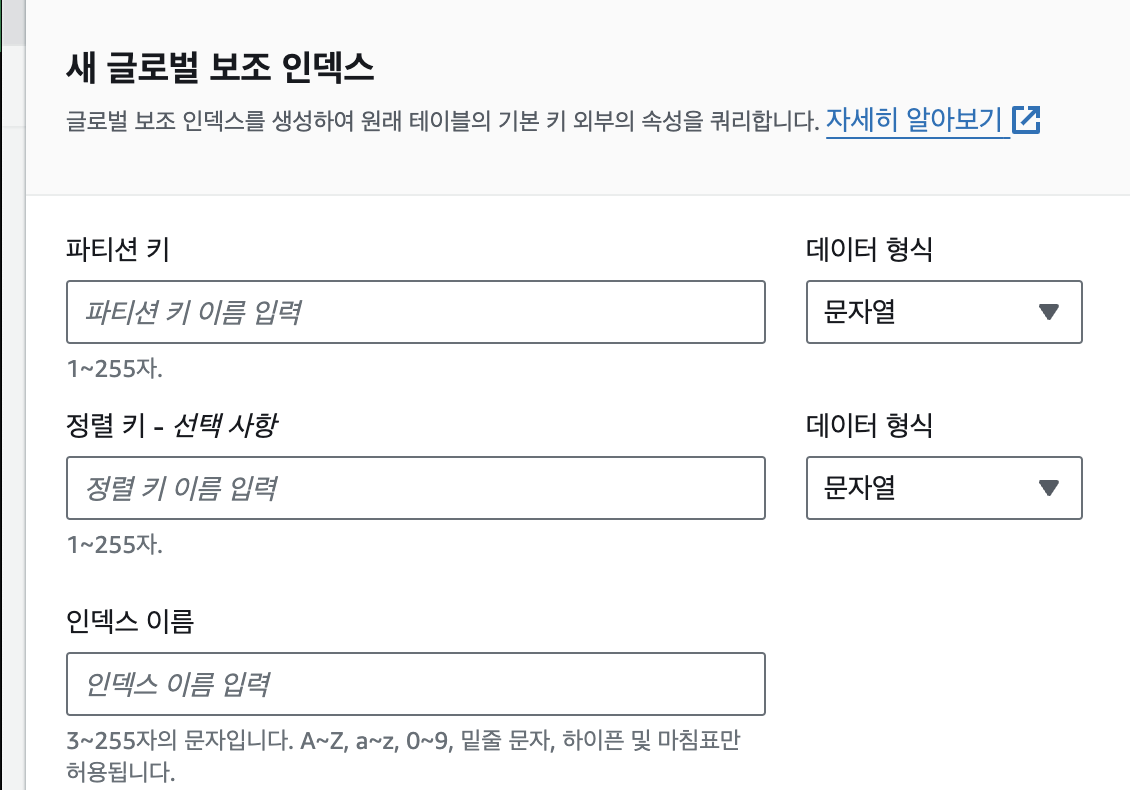 새 글로벌 보조 인덱스
글로벌 보조 인덱스를 생성하여 원래 테이블의 기본 키 외부의 속성을 쿼리합니다. 자세히 알아보기
파티션 키
데이터 형식
파티션 키 이름 입력
문자열
1~255자.
정렬 키 - 선택 사항
데이터 형식
정렬 키 이름 입력
문자열
1~255자.
인덱스 이름
인덱스 이름 입력
3~255자의 문자입니다. A~Z, a~z, 0~9, 밑줄 문자, 하이픈 및 마침표만
허용됩니다.